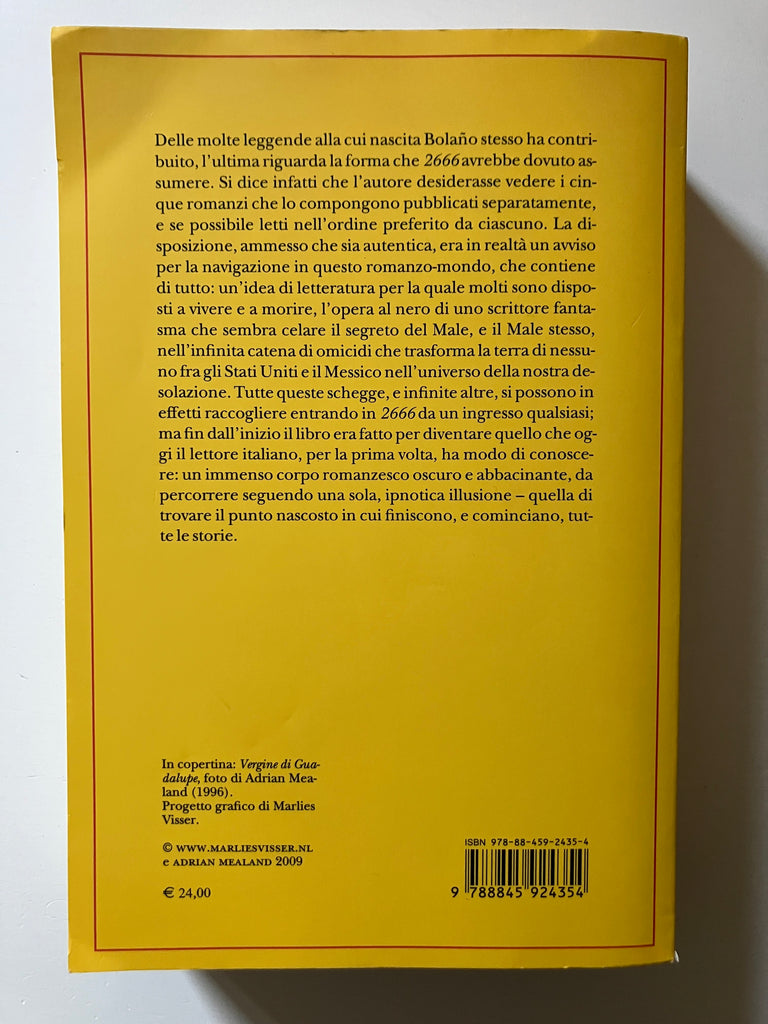 Delle molte leggende alla cui nascita Bolaño stesso ha contri-
buito, l'ultima riguarda la forma che 2666 avrebbe dovuto as-
sumere. Si dice infatti che l'autore desiderasse vedere i cin-
que romanzi che lo compongono pubblicati separatamente,
e se possibile letti nell'ordine preferito da ciascuno. La di-
sposizione, ammesso che sia autentica, era in realtà un avviso
per la navigazione in questo romanzo-mondo, che contiene
di tutto: un'idea di letteratura per la quale molti sono dispo-
sti a vivere e a morire, l'opera al nero di uno scrittore fanta-
sma che sembra celare il segreto del Male, e il Male stesso,
nell'infinita catena di omicidi che trasforma la terra di nessu-
no fra gli Stati Uniti e il Messico nell'universo della nostra de-
solazione. Tutte queste schegge, e infinite altre, si possono in
effetti raccogliere entrando in 2666 da un ingresso qualsiasi;
ma fin dall'inizio il libro era fatto per diventare quello che og-
gi il lettore italiano, per la prima volta, ha modo di conosce-
re: un immenso corpo romanzesco oscuro e abbacinante, da
percorrere seguendo una sola, ipnotica illusione – quella di
trovare il punto nascosto in cui finiscono, e cominciano, tut-
te le storie.
In copertina: Vergine di Gua-
dalupe, foto di Adrian Mea-
land (1996).
Progetto grafico di Marlies
Visser.
© WWW.MARLIESVISSER.NL
e ADRIAN MEALAND 2009
€ 24,00
ISBN 978-88-459-2435-4
9 788845 924354